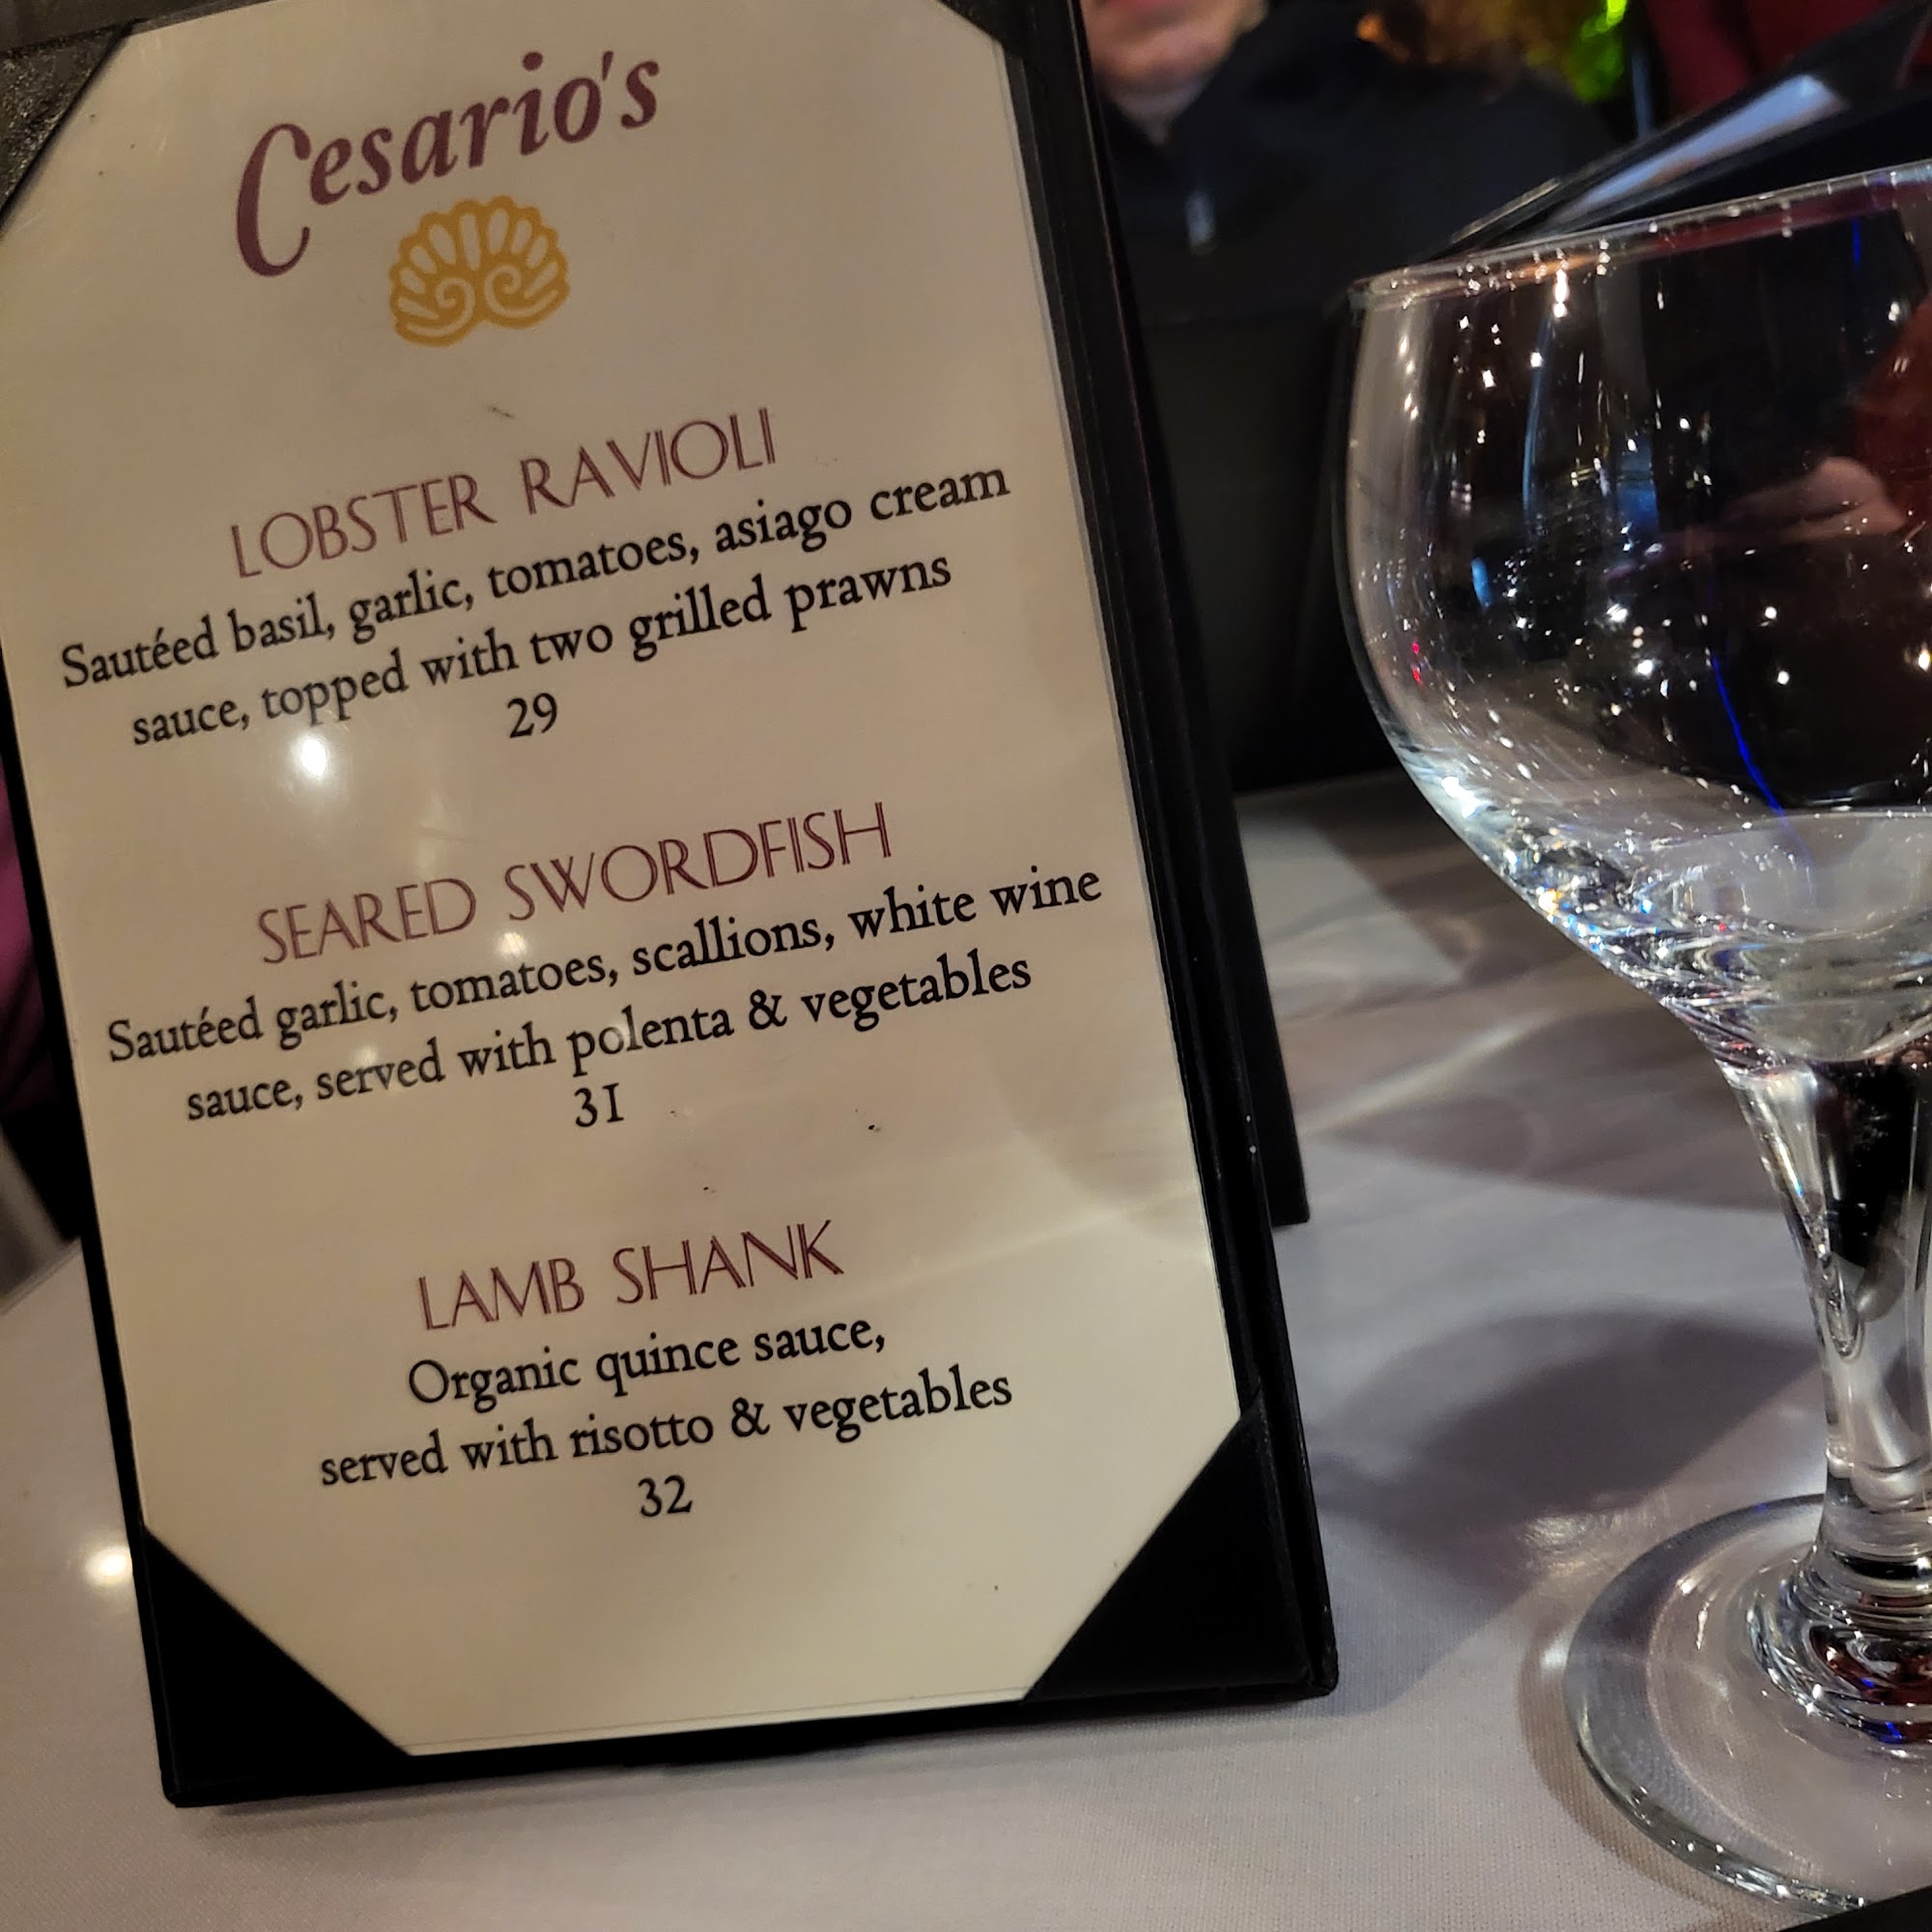 Cesario's
LOBSTER RAVIOLI
Sautéed basil, garlic, tomatoes, asiago cream
sauce, topped with two grilled prawns
29
SEARED SWORDFISH
Sautéed garlic, tomatoes, scallions, white wine
sauce, served with polenta & vegetables
31
LAMB SHANK
Organic quince sauce,
served with risotto & vegetables
32